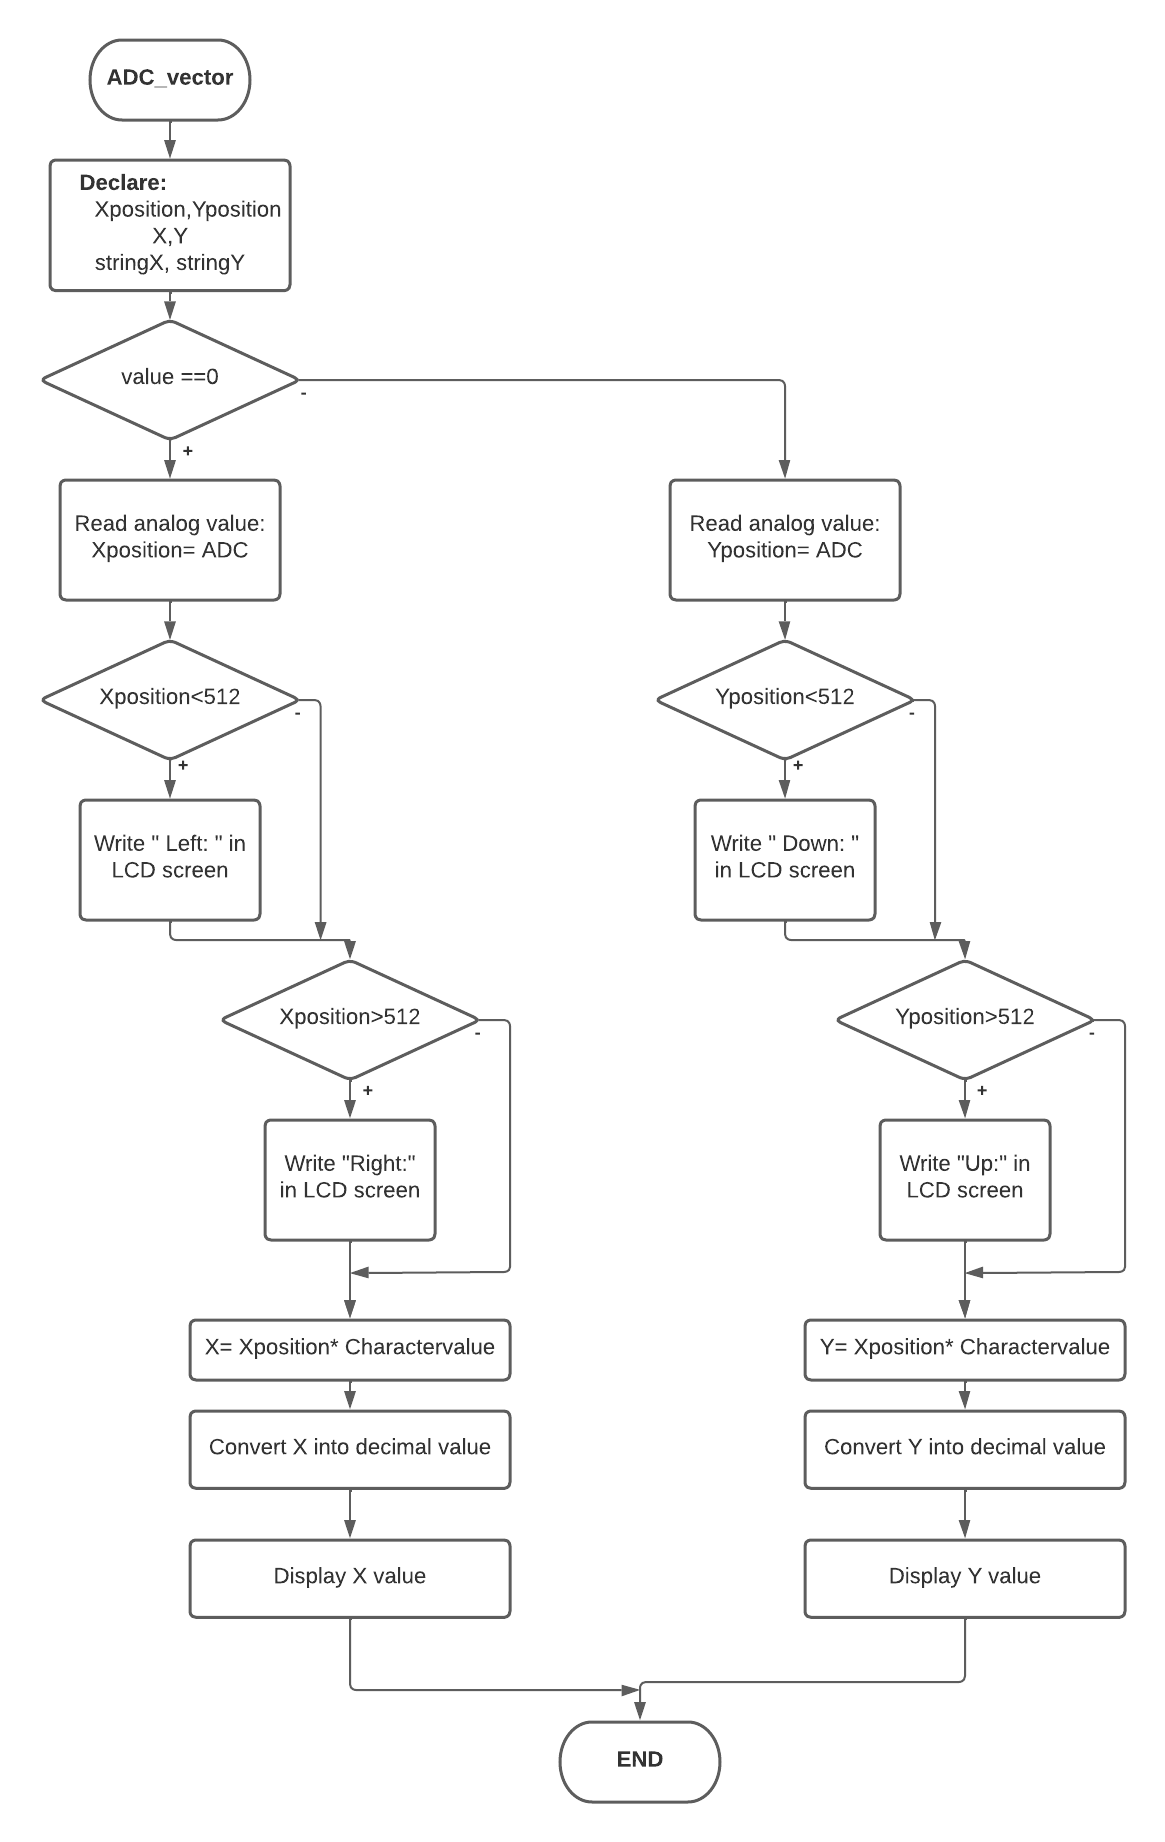 ADC_vector
Declare:
Xposition,Yposition
X,Y
stringX, stringY
value ==0
-
+
Read analog value:
Xposition= ADC
Read analog value:
Yposition= ADC
Xposition<512
-
+
Yposition<512
-
+
Write " Left: " in
LCD screen
Write " Down: "
in LCD screen
Xposition>512
-
+
Yposition>512
-
+
Write "Right:"
in LCD screen
Write "Up:" in
LCD screen
X= Xposition* Charactervalue
Y= Xposition* Charactervalue
Convert X into decimal value
Convert Y into decimal value
Display X value
Display Y value
END